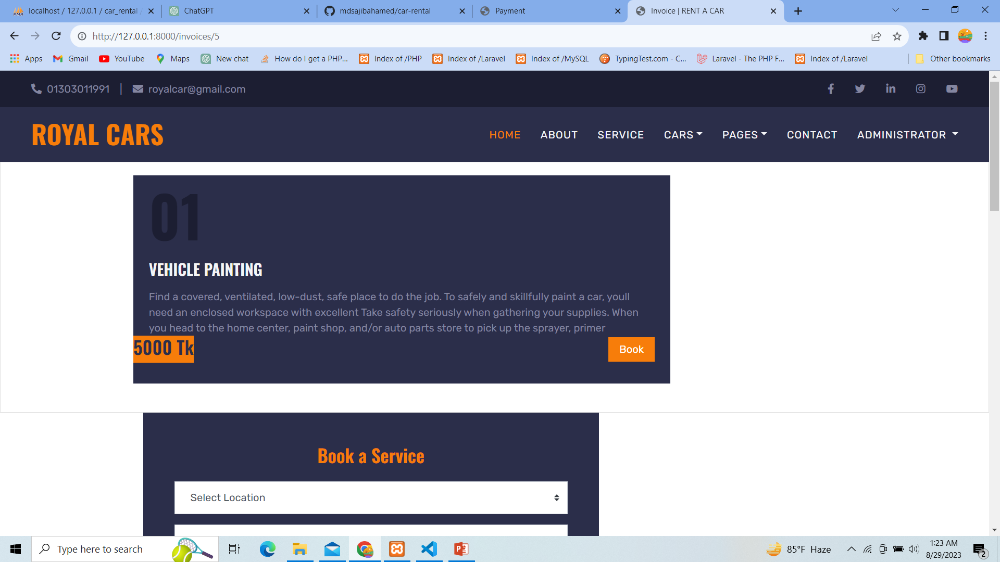 localhost / 127.0.0.1 / car_rental
ChatGPT
mdsajibahamed/car-rental
Payment
Invoice | RENT A CAR
http://127.0.0.1:8000/invoices/5
Apps
Gmail
YouTube
Maps
New chat
How do I get a PHP...
Index of /PHP
Index of /Laravel
Index of /MySQL
TypingTest.com - C...
Laravel - The PHP F...
Index of /Laravel
Other bookmarks
01303011991 | royalcar@gmail.com
ROYAL CARS
HOME
ABOUT
SERVICE
CARS
PAGES
CONTACT
ADMINISTRATOR
01
VEHICLE PAINTING
Find a covered, ventilated, low-dust, safe place to do the job. To safely and skillfully paint a car, youll
need an enclosed workspace with excellent Take safety seriously when gathering your supplies. When
you head to the home center, paint shop, and/or auto parts store to pick up the sprayer, primer
5000 Tk
Book
Book a Service
Select Location
Type here to search
85°F Haze
1:23 AM
8/29/2023
2